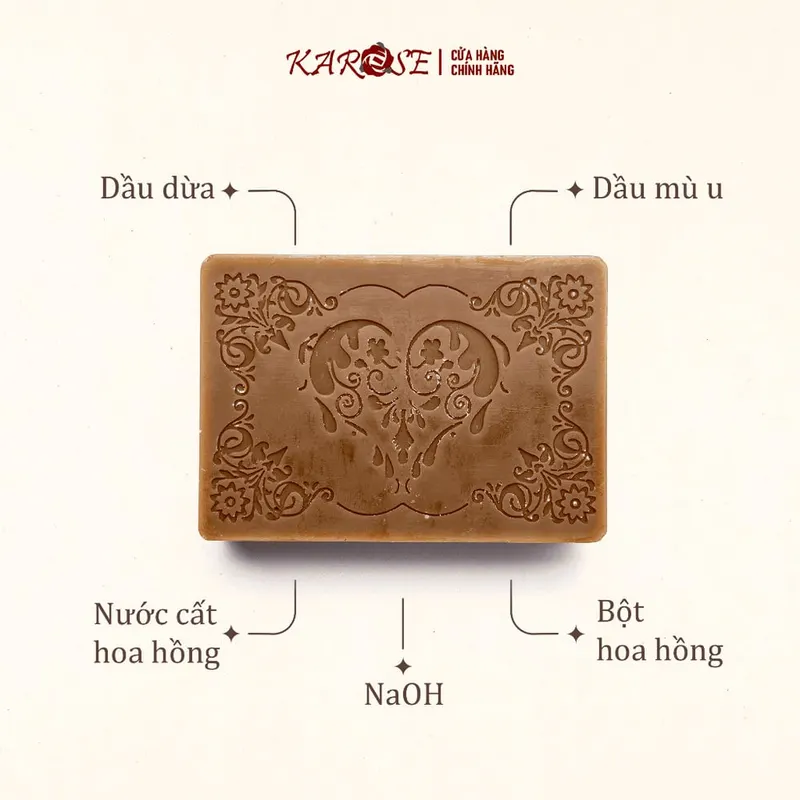 KAROSE
CỬA HÀNG
CHÍNH HÃNG
Dầu dừa
Dầu mù u
Nước cất
hoa hồng
Bột
hoa hồng
NaOH